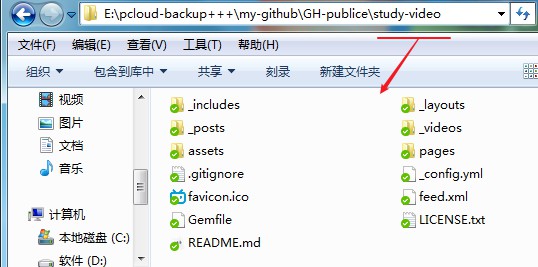 E:\pcloud-backup+++\my-github\GH-publice\study-video
文件(F) 编辑(E) 查看(V) 工具(T) 帮助(H)
组织 包含到库中 共享 刻录 新建文件夹
视频
图片
文档
音乐
计算机
本地磁盘 (C:)
软件 (D:)
_includes _layouts
_posts _videos
assets pages
.gitignore _config.yml
favicon.ico feed.xml
Gemfile LICENSE.txt
README.md